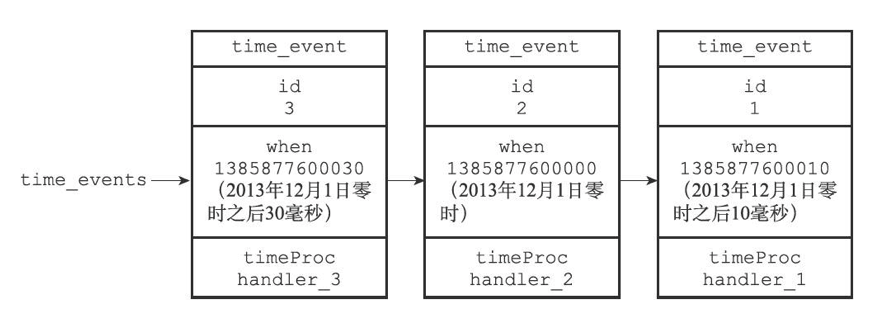 time_events
time_event
id
3
when
1385877600030
（2013年12月1日零
时之后30毫秒）
timeProc
handler_3
time_event
id
2
when
1385877600000
（2013年12月1日零
时）
timeProc
handler_2
time_event
id
1
when
1385877600010
（2013年12月1日零
时之后10毫秒）
timeProc
handler_1